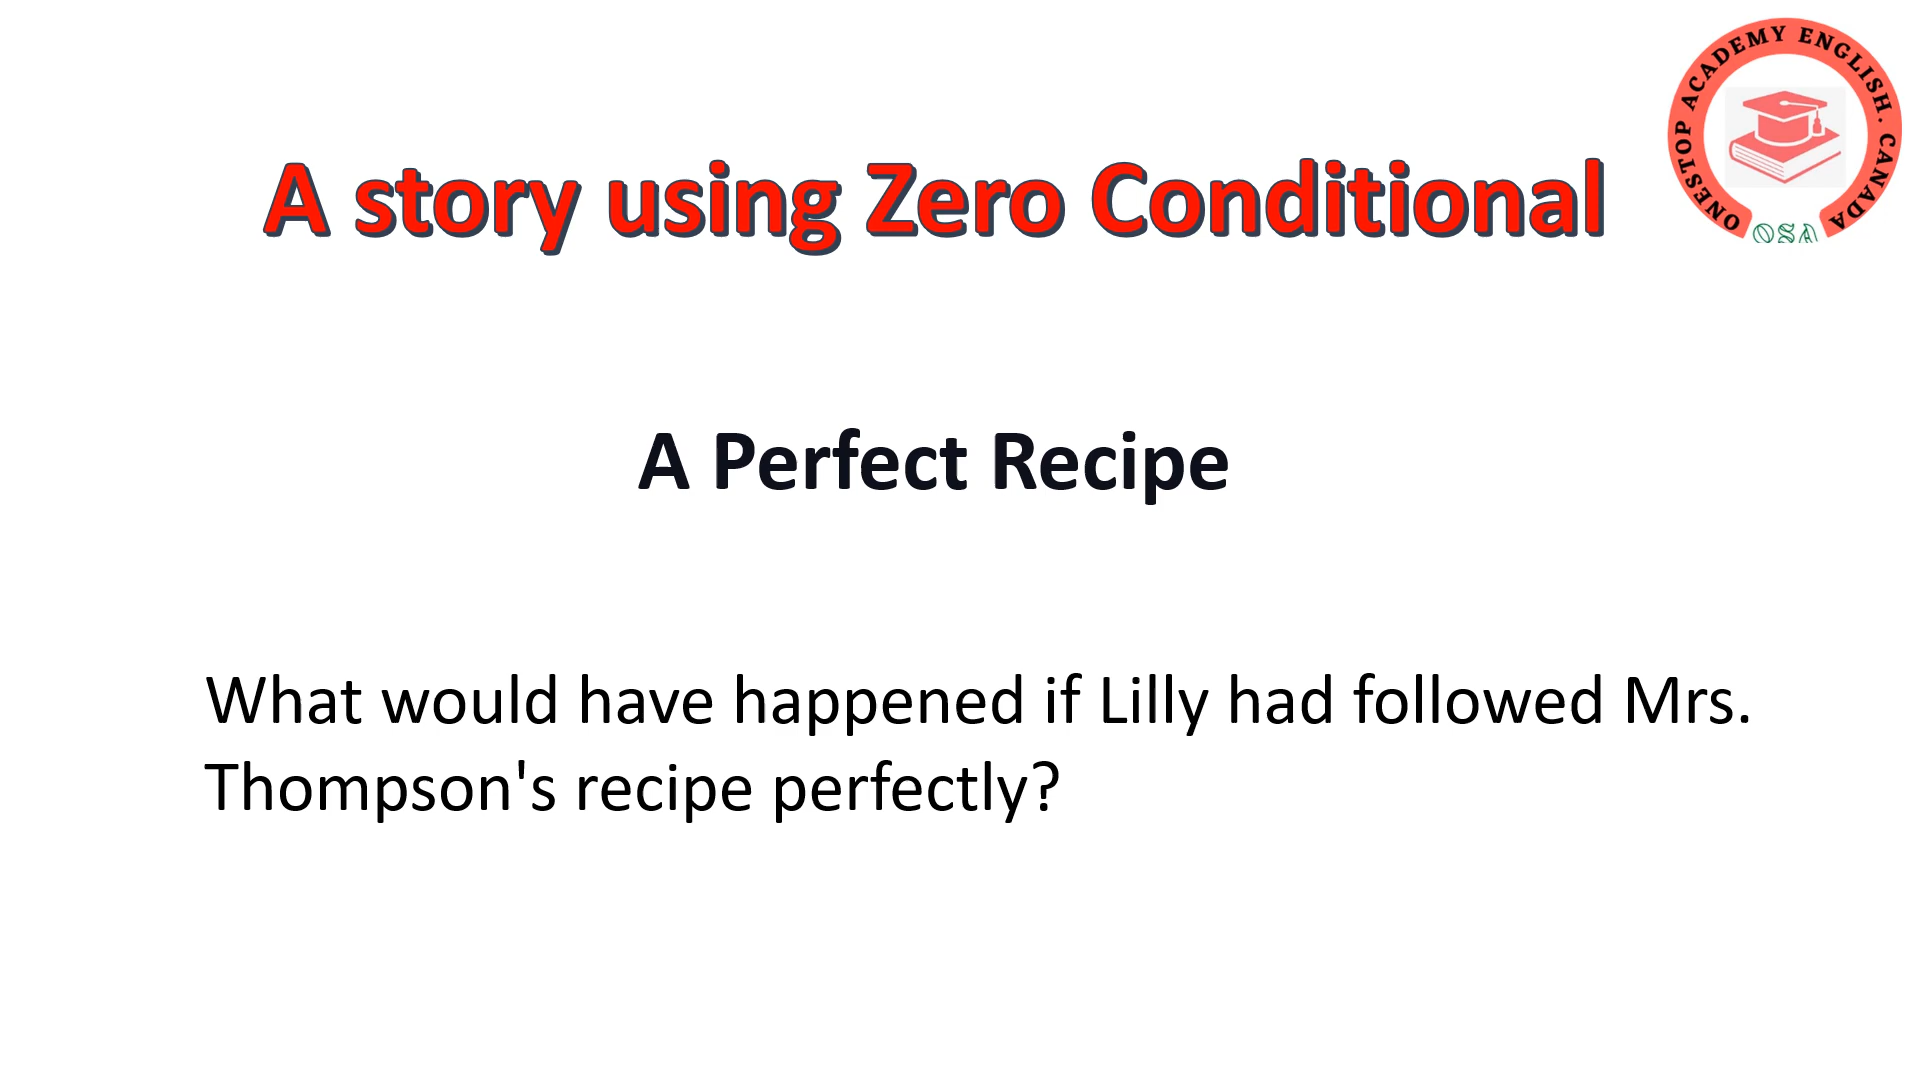 ONESTOP ACADEMY ENGLISH. CANADA
OSA
A story using Zero Conditional
A Perfect Recipe
What would have happened if Lilly had followed Mrs.
Thompson's recipe perfectly?